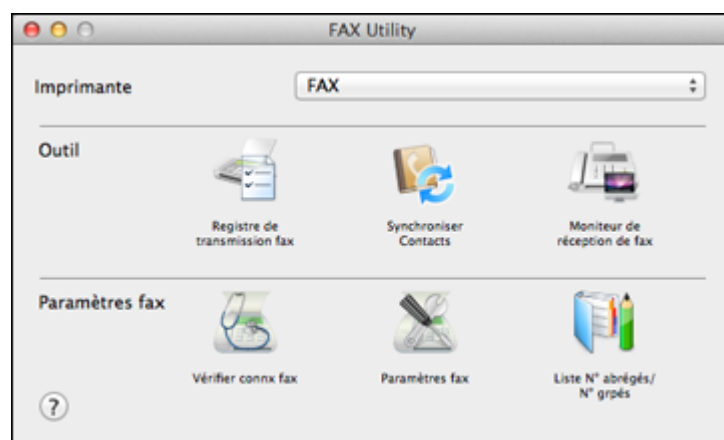 FAX Utility
Imprimante
FAX
Outil
Registre de
transmission fax
Synchroniser
Contacts
Moniteur de
réception de fax
Paramètres fax
Vérifier connx fax
Paramètres fax
Liste N° abrégés/
N° grpés
?